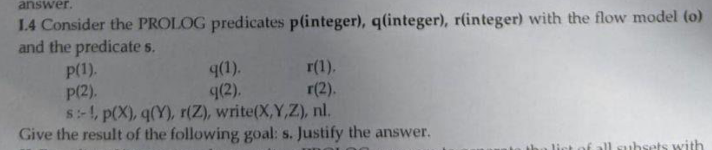 answer.
1.4 Consider the PROLOG predicates p(integer), q(integer), r(integer) with the flow model (o)
and the predicate s.
p(1). q(1). r(1).
p(2). q(2). r(2).
s:-!, p(X), q(Y), r(Z), write(X,Y,Z), nl.
Give the result of the following goal: s. Justify the answer.
the list of all subsets with